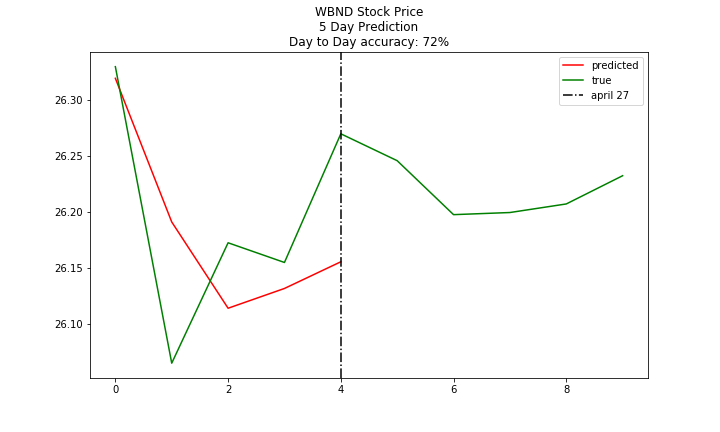 WBND Stock Price
5 Day Prediction
Day to Day accuracy: 72%
predicted
true
april 27
26.30
26.25
26.20
26.15
26.10
0 2 4 6 8